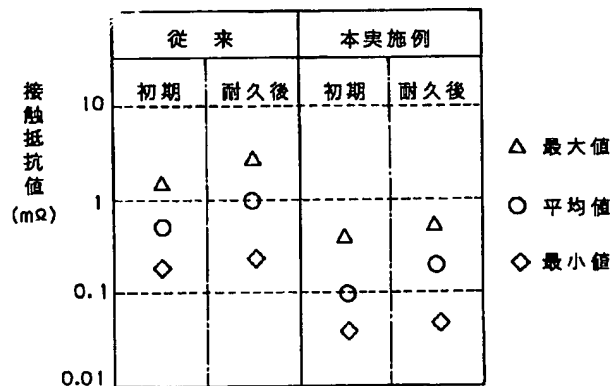 従来 本実施例
初期 耐久後 初期 耐久後
接触抵抗値
(mΩ)
10
1
0.1
0.01
△ 最大値
○ 平均値
◇ 最小値